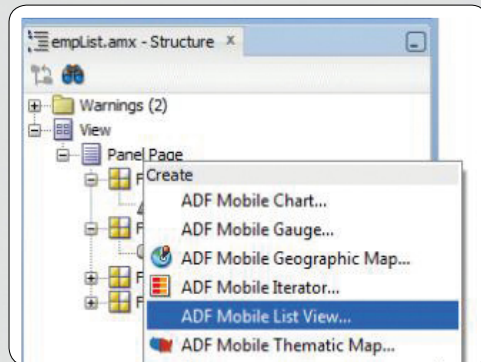 empList.amx - Structure x
Warnings (2)
View
Panel Page
F
Create
ADF Mobile Chart...
ADF Mobile Gauge...
F
ADF Mobile Geographic Map...
F
ADF Mobile Iterator...
F
ADF Mobile List View...
ADF Mobile Thematic Map...